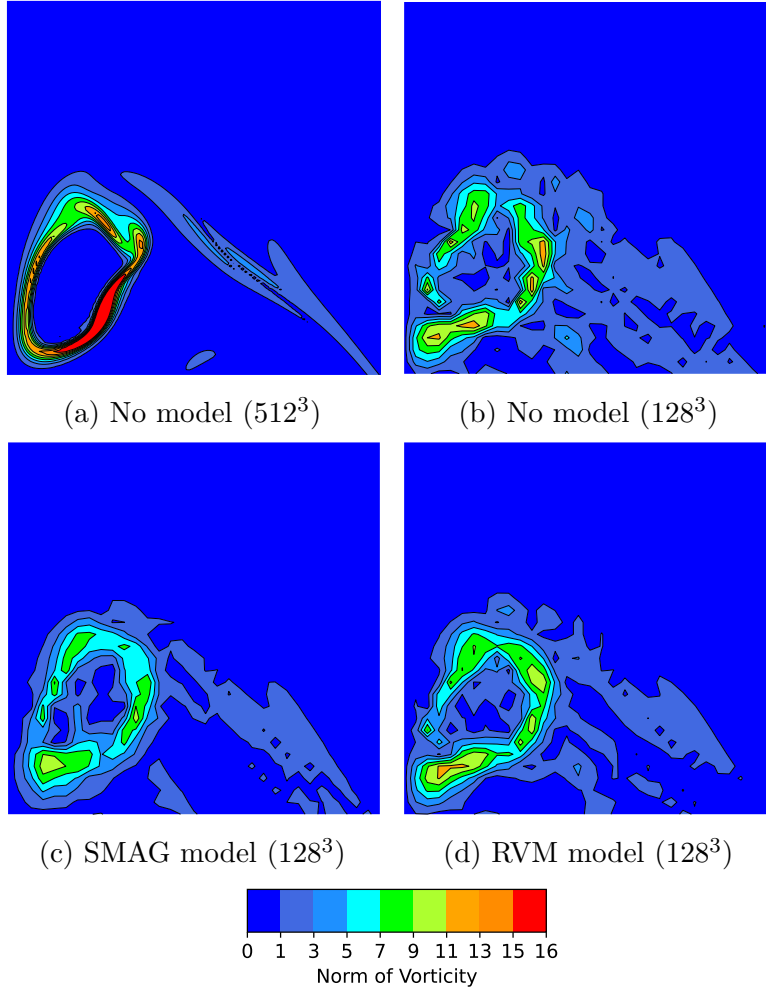 (a) No model (512³)
(b) No model (128³)
(c) SMAG model (128³)
(d) RVM model (128³)
0 1 3 5 7 9 11 13 15 16
Norm of Vorticity